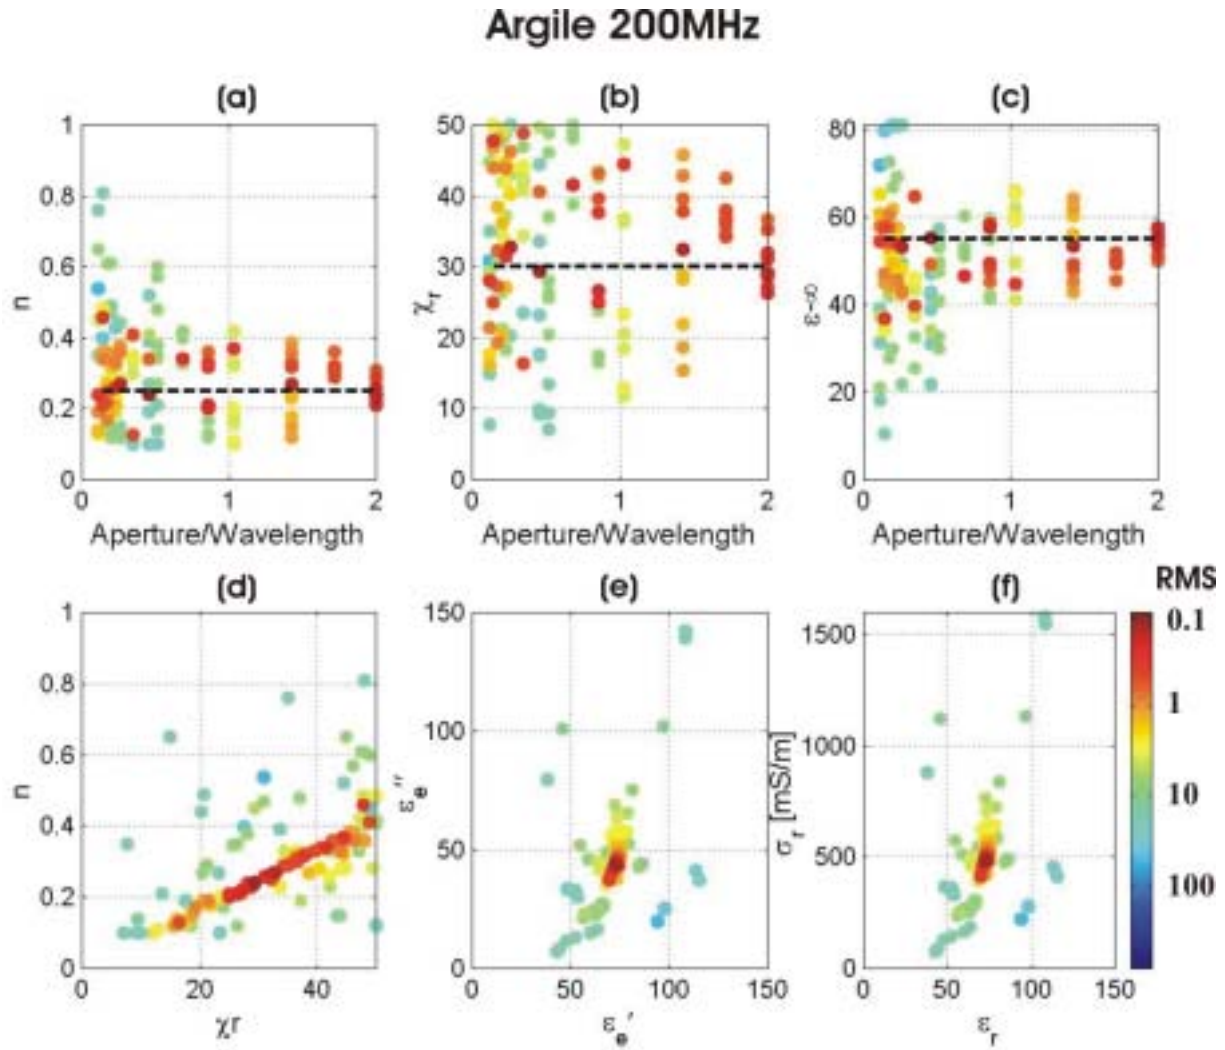 Argile 200MHz
(a) (b) (c)
1 50 80
0.8 40
60
0.6 30
n χr ε∞
40
0.4 20
20
0.2 10
0 0 0
0 1 2 0 1 2 0 1 2
Aperture/Wavelength Aperture/Wavelength Aperture/Wavelength
(d) (e) (f) RMS
1 150 1500 0.1
0.8
100 1000 1
0.6
n εe'' σr [mS/m]
0.4 50 500 10
0.2 100
0 0 0
0 20 40 0 50 100 150 0 50 100 150
χr εe' εr